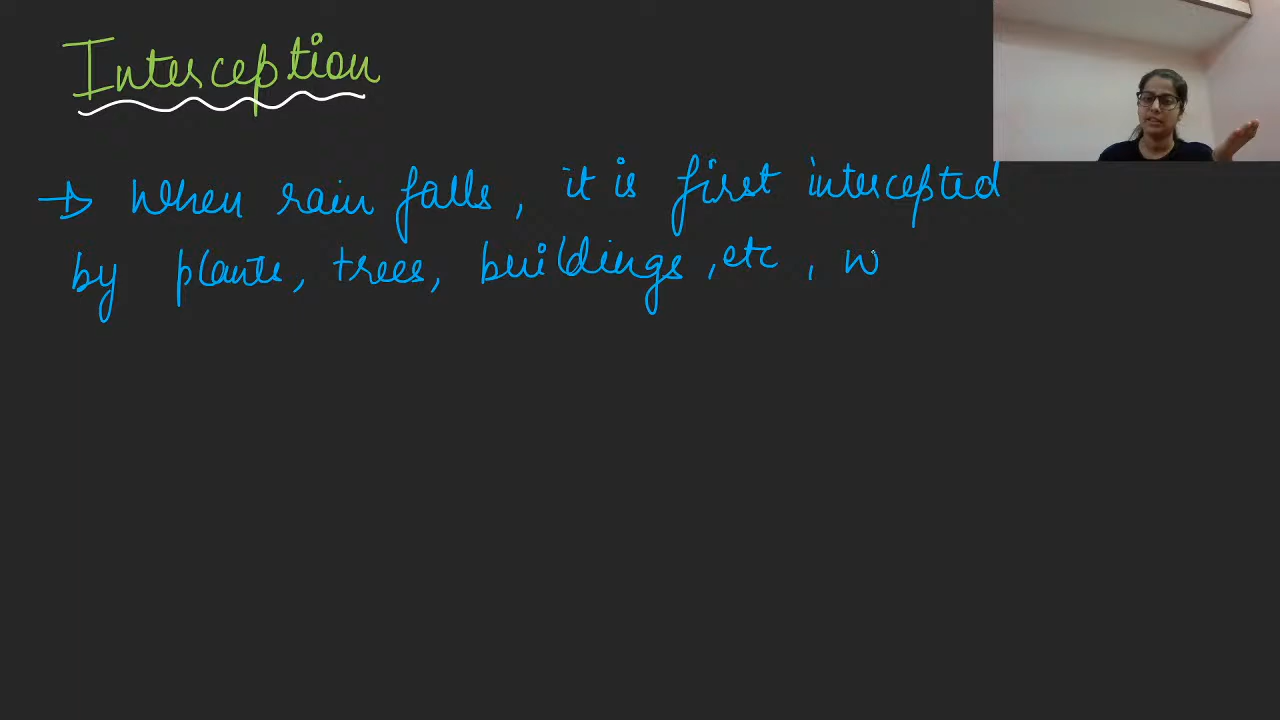 Interception
→ When rain falls, it is first intercepted
by plants, trees, buildings, etc, w